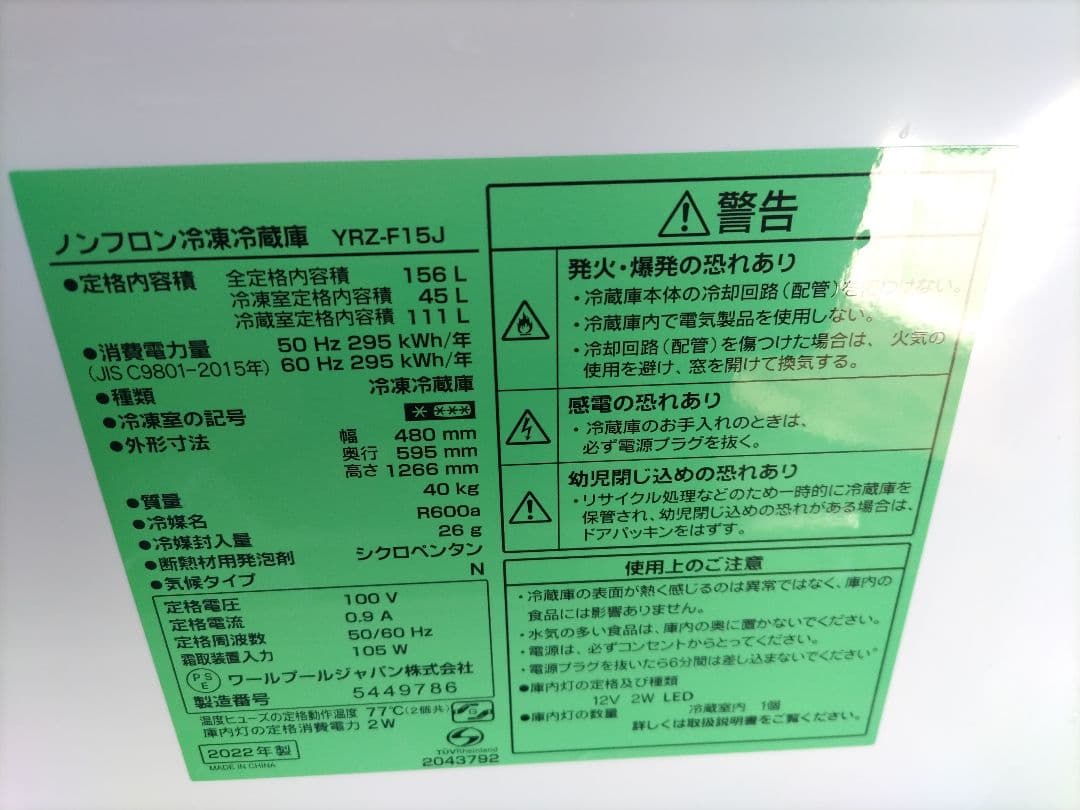 ノンフロン冷凍冷蔵庫 YRZ-F15J
●定格内容積 全定格内容積 156 L
冷凍室定格内容積 45 L
冷蔵室定格内容積 111 L
●消費電力量 50 Hz 295 kWh/年
(JIS C9801-2015年) 60 Hz 295 kWh/年
●種類 冷凍冷蔵庫
●冷凍室の記号
●外形寸法 幅 480 mm
奥行 595 mm
高さ 1266 mm
●質量 40 kg
●冷媒名 R600a
●冷媒封入量 26 g
●断熱材用発泡剤 シクロペンタン
●気候タイプ N
定格電圧 100 V
定格電流 0.9 A
定格周波数 50/60 Hz
霜取装置入力 105 W
PSE ワールプールジャパン株式会社
製造番号 5449786
温度ヒューズの定格動作温度 77℃(2個共)
庫内灯の定格消費電力 2W
2022年製
MADE IN CHINA
TÜVRheinland
2043792
警告
発火・爆発の恐れあり
・冷蔵庫本体の冷却回路(配管)を傷つけない。
・冷蔵庫内で電気製品を使用しない。
・冷却回路(配管)を傷つけた場合は、火気の
使用を避け、窓を開けて換気する。
感電の恐れあり
・冷蔵庫のお手入れのときは、
必ず電源プラグを抜く。
幼児閉じ込めの恐れあり
・リサイクル処理などのため一時的に冷蔵庫を
保管され、幼児閉じ込めの恐れがある場合は、
ドアパッキンをはずす。
使用上のご注意
・冷蔵庫の表面が熱く感じるのは異常ではなく、庫内の
食品には影響ありません。
・水気の多い食品は、庫内の奥に置かないでください。
・電源は、必ずコンセントからとってください。
・電源プラグを抜いたら6分間は差し込まないでください。
●庫内灯の定格及び種類
12V 2W LED
●庫内灯の数量 冷蔵室内 1個
詳しくは取扱説明書をご覧ください。